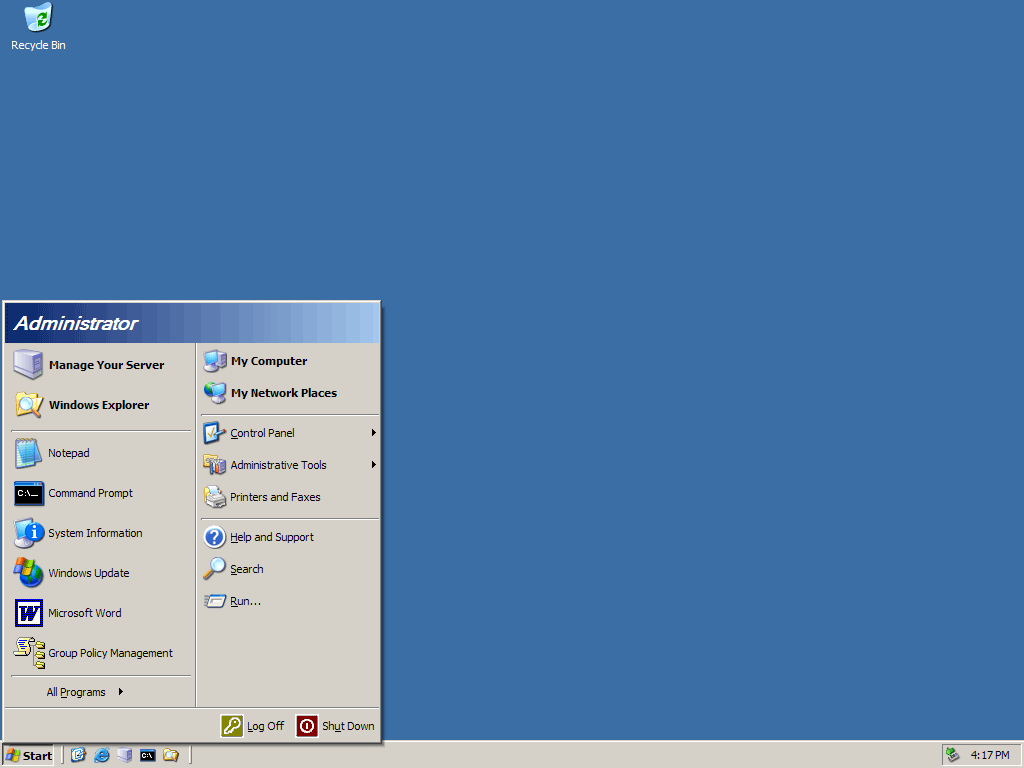 Recycle Bin
Administrator
Manage Your Server
Windows Explorer
Notepad
C:\_
Command Prompt
System Information
Windows Update
W
Microsoft Word
Group Policy Management
All Programs
My Computer
My Network Places
Control Panel
Administrative Tools
Printers and Faxes
Help and Support
Search
Run...
Log Off
Shut Down
Start
C:\
4:17 PM